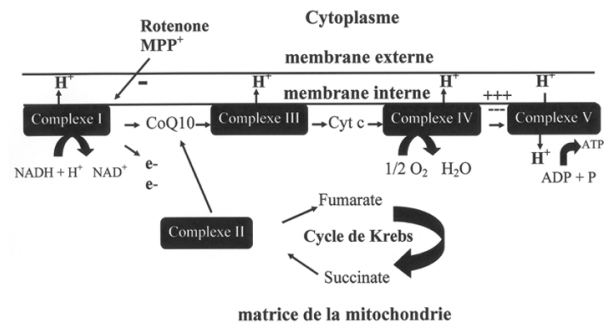 Cytoplasme
Rotenone
MPP+
membrane externe
H+ - H+ H+ +++ H+
membrane interne ---
Complexe I CoQ10 Complexe III Cyt c Complexe IV Complexe V
NADH + H+ NAD+ e- 1/2 O2 H2O H+ ATP
e- ADP + P
Fumarate
Complexe II Cycle de Krebs
Succinate
matrice de la mitochondrie